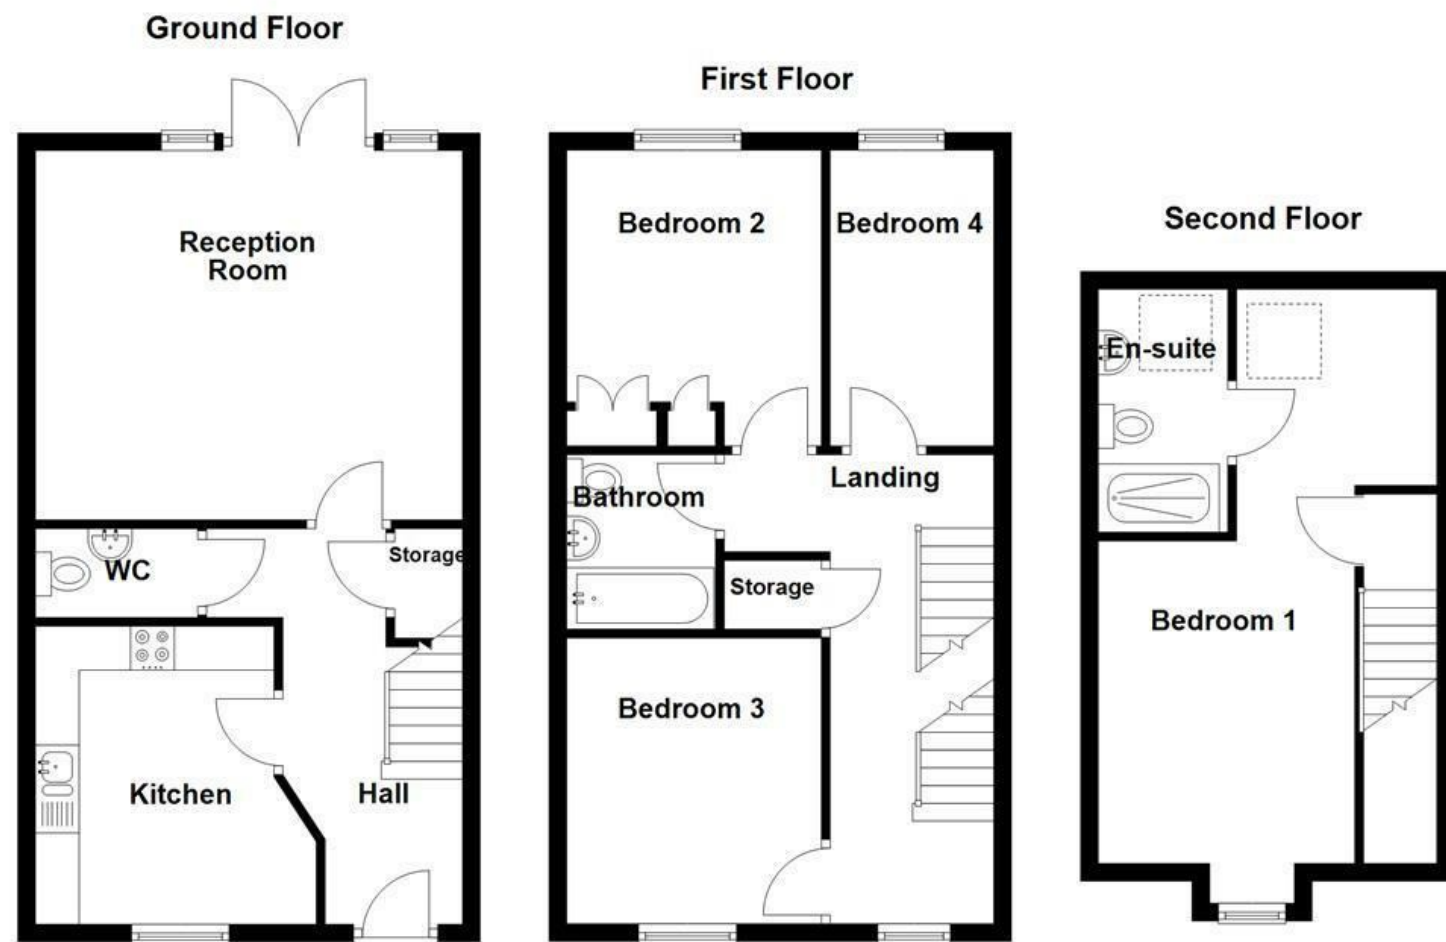 Ground Floor
Reception
Room
WC
Storage
Kitchen
Hall
First Floor
Bedroom 2
Bedroom 4
Bathroom
Landing
Storage
Bedroom 3
Second Floor
En-suite
Bedroom 1